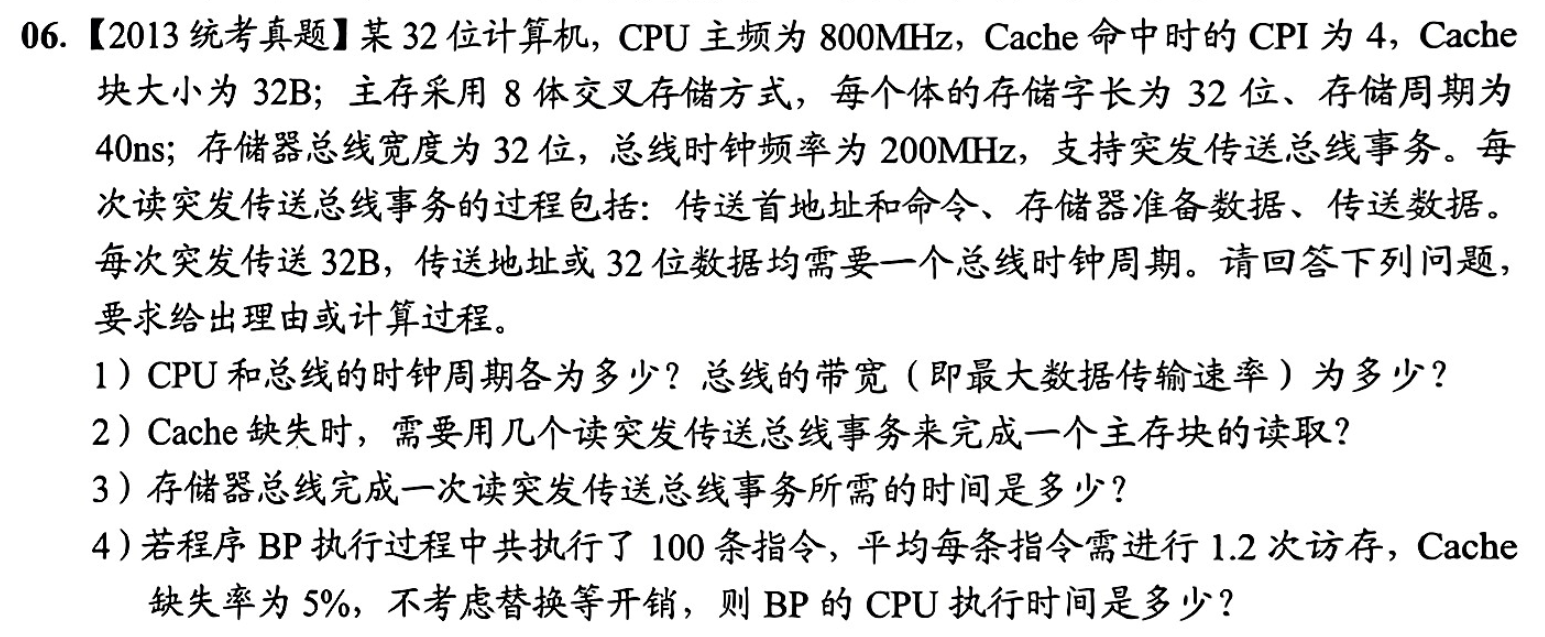 06.【2013 统考真题】某 32 位计算机，CPU 主频为 800MHz，Cache 命中时的 CPI 为 4，Cache
块大小为 32B；主存采用 8 体交叉存储方式，每个体的存储字长为 32 位、存储周期为
40ns；存储器总线宽度为 32 位，总线时钟频率为 200MHz，支持突发传送总线事务。每
次读突发传送总线事务的过程包括：传送首地址和命令、存储器准备数据、传送数据。
每次突发传送 32B，传送地址或 32 位数据均需要一个总线时钟周期。请回答下列问题，
要求给出理由或计算过程。
1）CPU 和总线的时钟周期各为多少？总线的带宽（即最大数据传输速率）为多少？
2）Cache 缺失时，需要用几个读突发传送总线事务来完成一个主存块的读取？
3）存储器总线完成一次读突发传送总线事务所需的时间是多少？
4）若程序 BP 执行过程中共执行了 100 条指令，平均每条指令需进行 1.2 次访存，Cache
缺失率为 5%，不考虑替换等开销，则 BP 的 CPU 执行时间是多少？